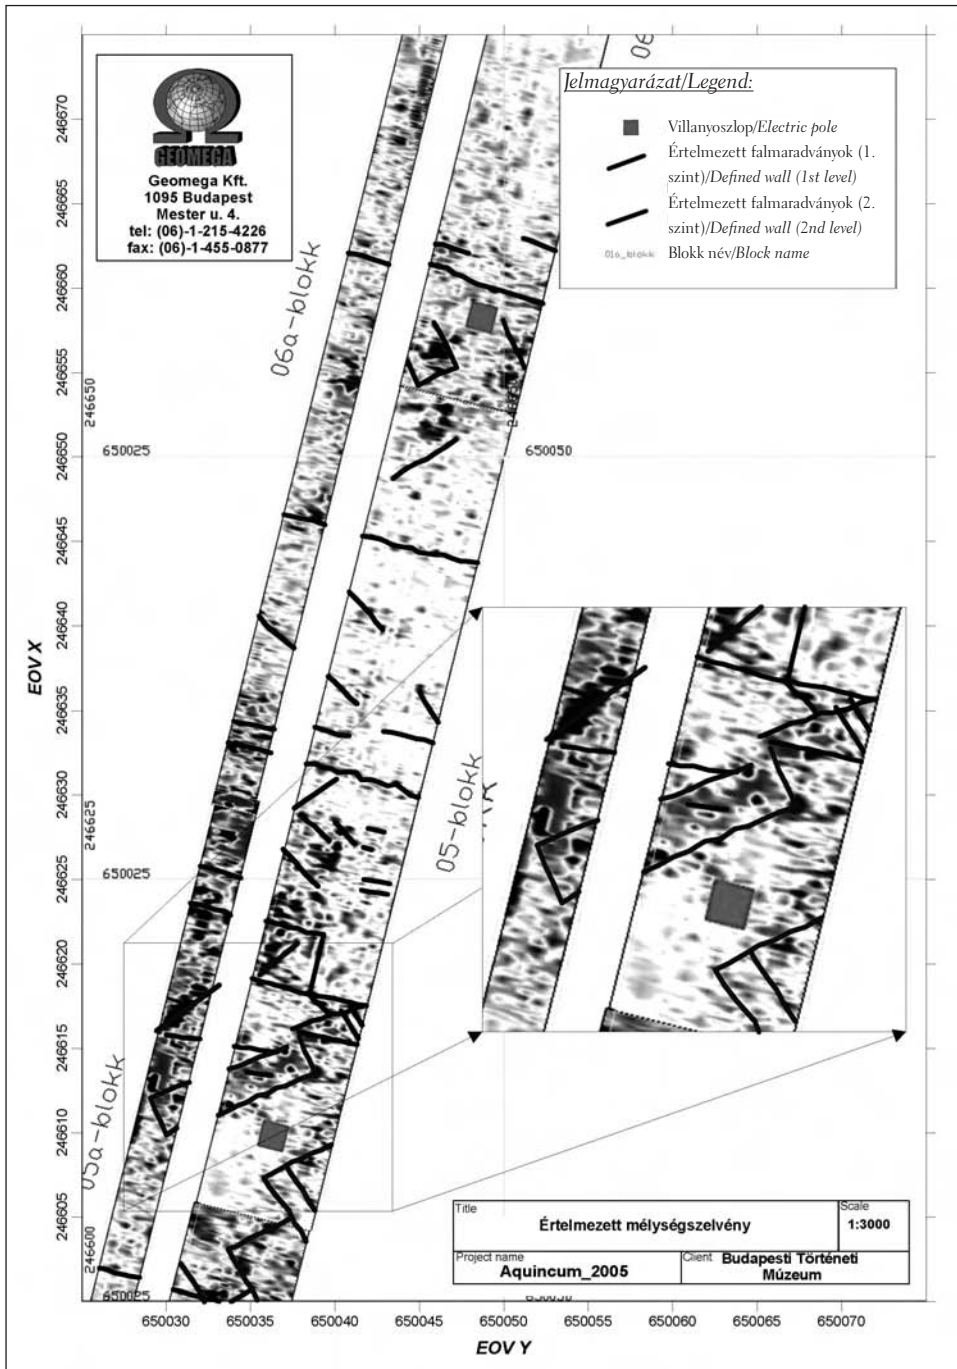 GEOMEGA
Geomega Kft.
1095 Budapest
Mester u. 4.
tel: (06)-1-215-4226
fax: (06)-1-455-0877
06
Jelmagyarázat/Legend:
Villanyoszlop/Electric pole
Értelmezett falmaradványok (1.
szint)/Defined wall (1st level)
Értelmezett falmaradványok (2.
szint)/Defined wall (2nd level)
016_blokk
Blokk név/Block name
06a-blokk
05-blokk
05a-blokk
246670
246665
246660
246655
246650
246645
246640
246635
246630
246625
246620
246615
246610
246605
246650
246625
246600
650025
650050
650025
650025
EOV X
Title
Értelmezett mélységszelvény
Scale
1:3000
Project name
Aquincum_2005
Client
Budapesti Történeti
Múzeum
650030
650035
650040
650045
650050
650055
650060
650065
650070
EOV Y